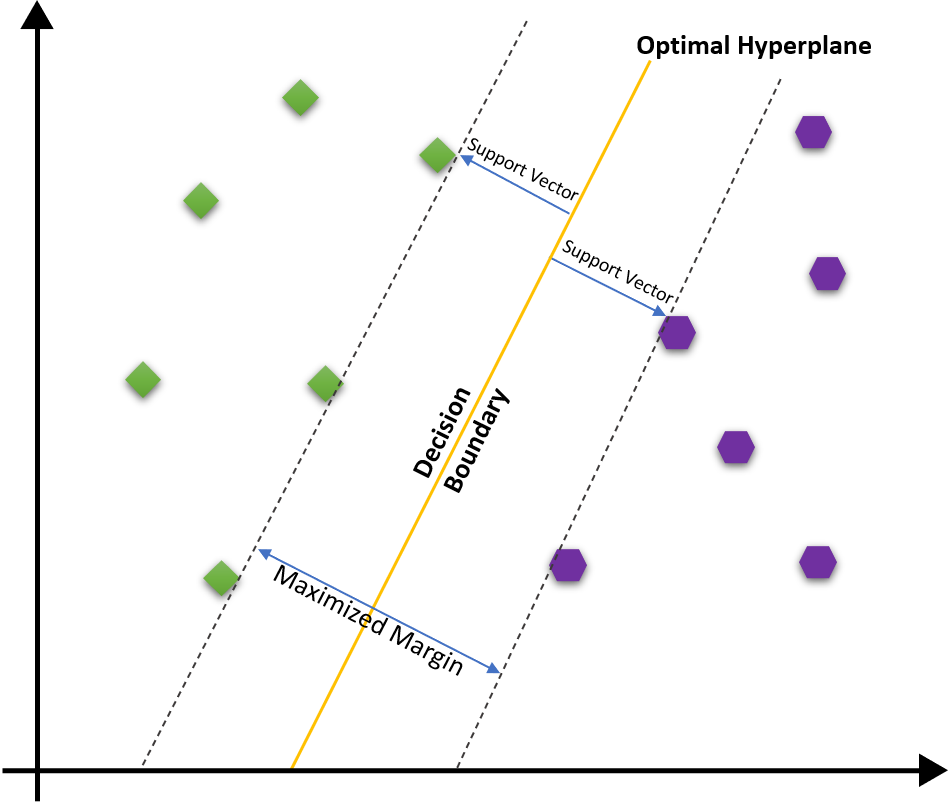 Optimal Hyperplane
Support Vector
Support Vector
Decision
Boundary
Maximized Margin